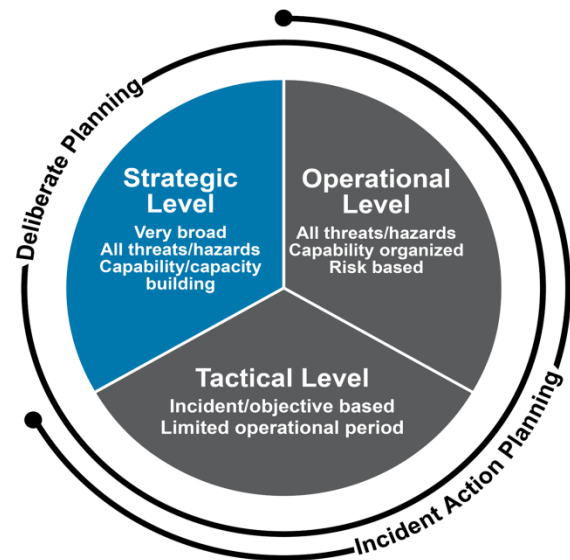 Deliberate Planning
Strategic
Level
Very broad
All threats/hazards
Capability/capacity
building
Operational
Level
All threats/hazards
Capability organized
Risk based
Tactical Level
Incident/objective based
Limited operational period
Incident Action Planning